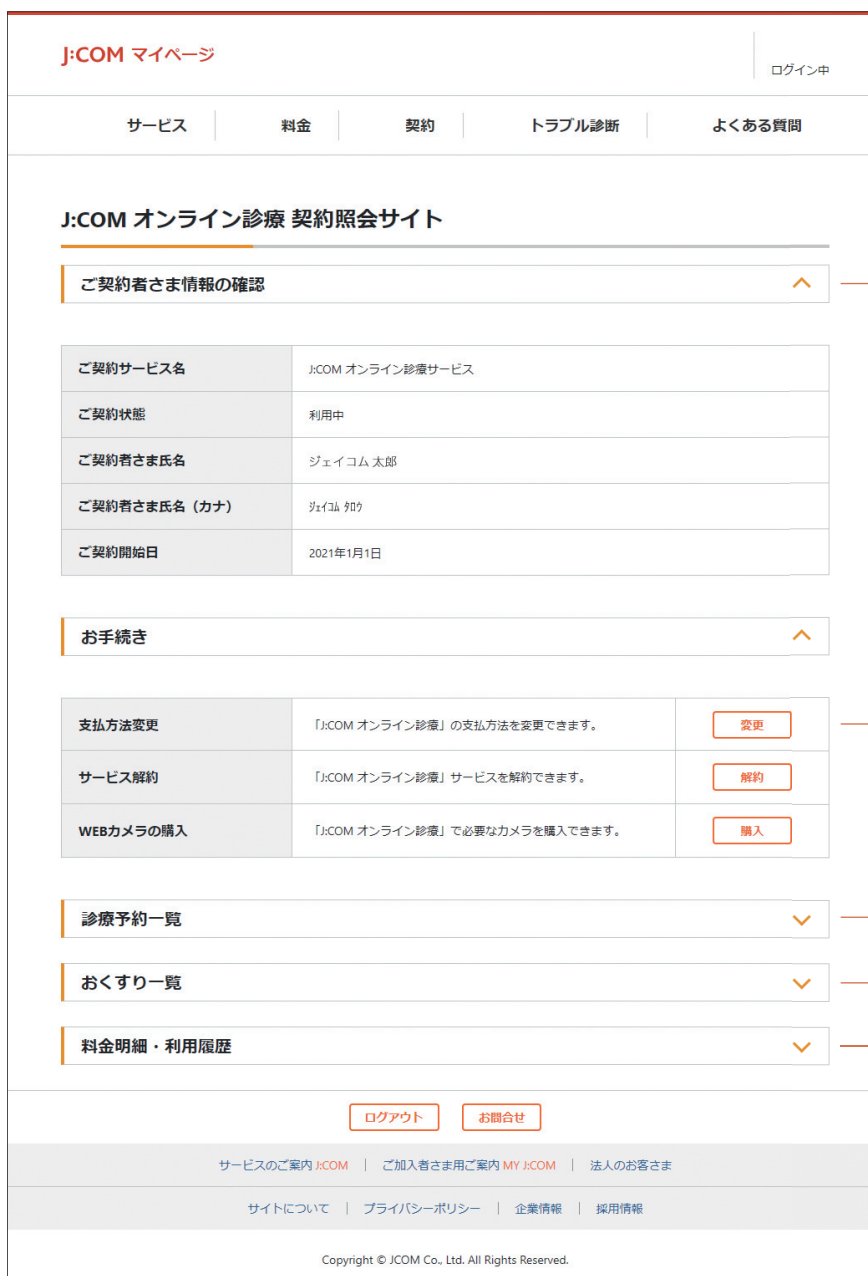 J:COM マイページ
ログイン中
サービス 料金 契約 トラブル診断 よくある質問
J:COM オンライン診療 契約照会サイト
ご契約者さま情報の確認
ご契約サービス名 J:COM オンライン診療サービス
ご契約状態 利用中
ご契約者さま氏名 ジェイコム 太郎
ご契約者さま氏名（カナ） ｼﾞｪｲｺﾑ ﾀﾛｳ
ご契約開始日 2021年1月1日
お手続き
支払方法変更 「J:COM オンライン診療」の支払方法を変更できます。 変更
サービス解約 「J:COM オンライン診療」サービスを解約できます。 解約
WEBカメラの購入 「J:COM オンライン診療」で必要なカメラを購入できます。 購入
診療予約一覧
おくすり一覧
料金明細・利用履歴
ログアウト お問合せ
サービスのご案内 J:COM | ご加入者さま用ご案内 MY J:COM | 法人のお客さま
サイトについて | プライバシーポリシー | 企業情報 | 採用情報
Copyright © JCOM Co., Ltd. All Rights Reserved.